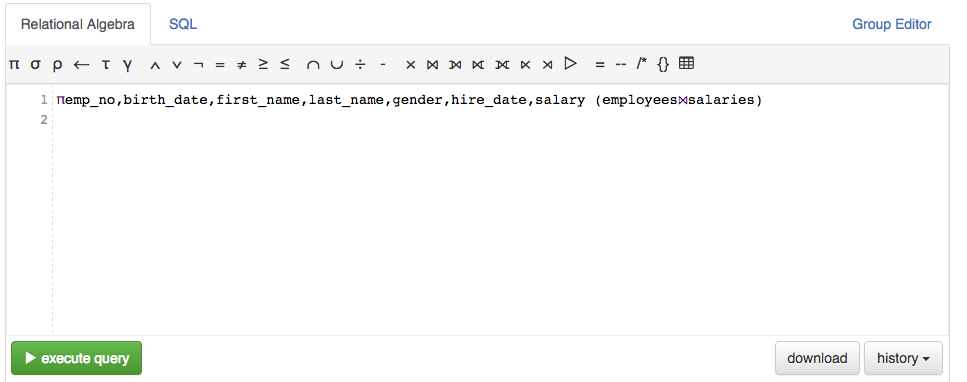 Relational Algebra SQL Group Editor
π σ ρ ← τ γ ∧ ∨ ¬ = ≠ ≥ ≤ ∩ ∪ ÷ - × ⋈ ⟕ ⟖ ⟗ ⋉ ⋊ ▷ = -- /* {}
1 πemp_no,birth_date,first_name,last_name,gender,hire_date,salary (employees⨝salaries)
2
execute query download history